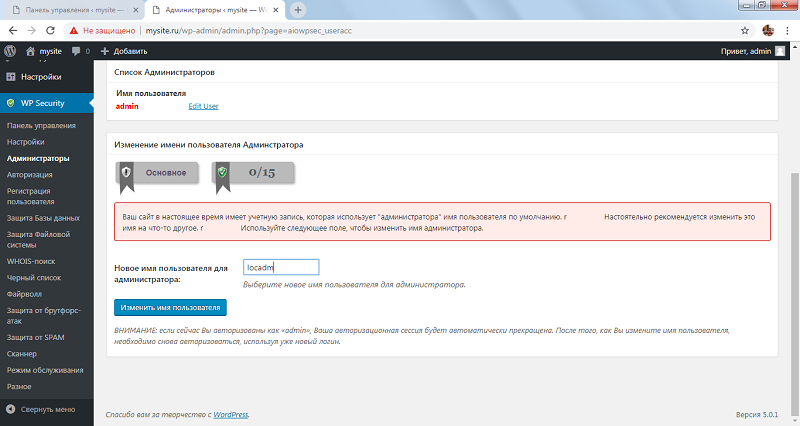 Панель управления ‹ mysite —
Администраторы ‹ mysite — W
Не защищено | mysite.ru/wp-admin/admin.php?page=aiowpsec_useracc
mysite 0 Добавить Привет, admin
Настройки
WP Security
Панель управления
Настройки
Администраторы
Авторизация
Регистрация
пользователя
Защита Базы данных
Защита Файловой
системы
WHOIS-поиск
Черный список
Файрволл
Защита от брутфорс-
атак
Защита от SPAM
Сканнер
Режим обслуживания
Разное
Свернуть меню
Список Администраторов
Имя пользователя
admin Edit User
Изменение имени пользователя Админстратора
Основное 0/15
Ваш сайт в настоящее время имеет учетную запись, которая использует "администратора" имя пользователя по умолчанию. r Настоятельно рекомендуется изменить это
имя на что-то другое. r Используйте следующее поле, чтобы изменить имя администратора.
Новое имя пользователя для
администратора:
locadm
Выберите новое имя пользователя для администратора.
Изменить имя пользователя
ВНИМАНИЕ: если сейчас Вы авторизованы как «admin», Ваша авторизационная сессия будет автоматически прекращена. После того, как Вы измените имя пользователя,
необходимо снова авторизоваться, используя уже новый логин.
Спасибо вам за творчество с WordPress.
Версия 5.0.1